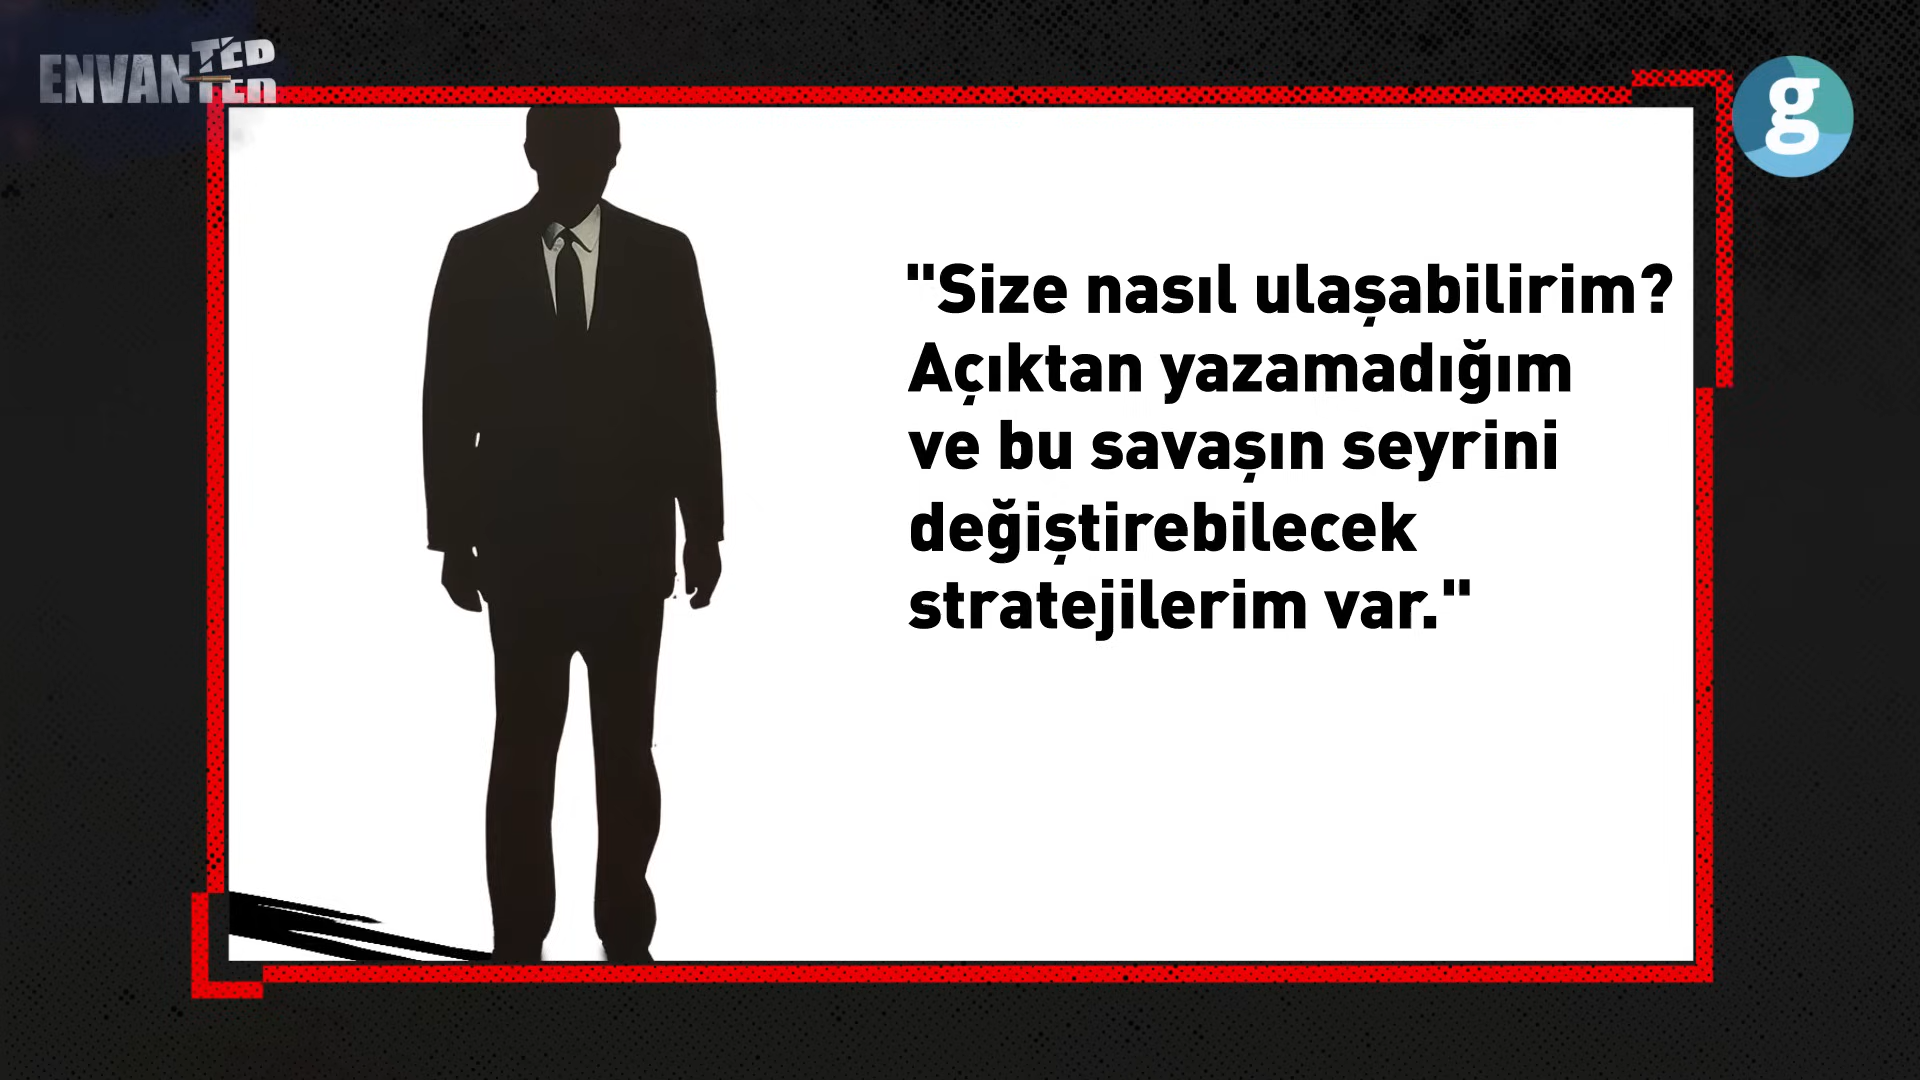 ENVANTER
g
"Size nasıl ulaşabilirim?
Açıktan yazamadığım
ve bu savaşın seyrini
değiştirebilecek
stratejilerim var."